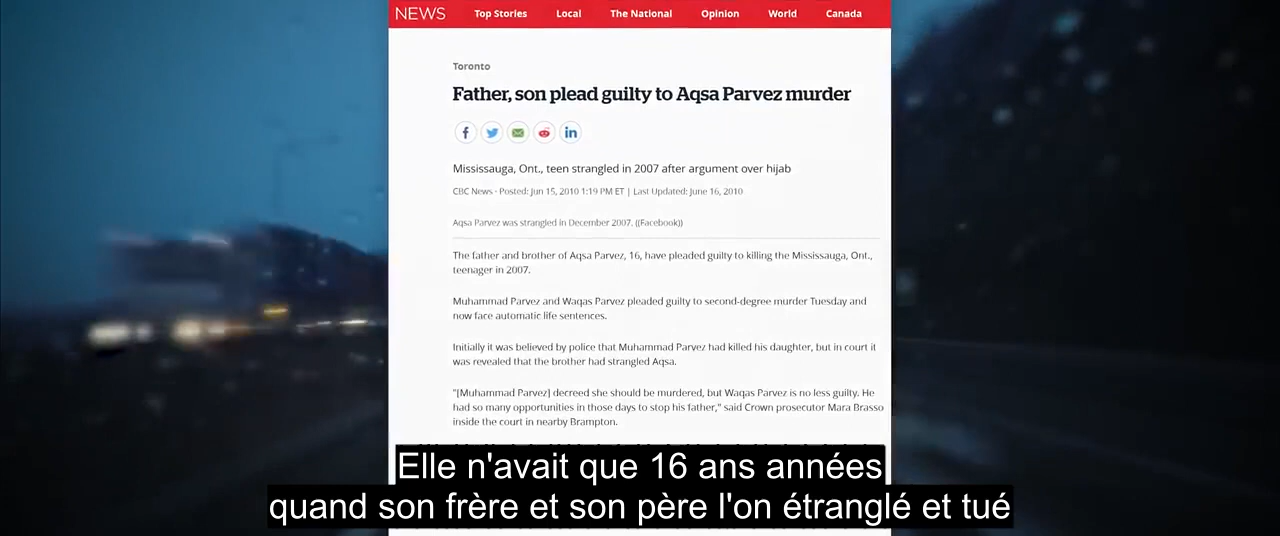 NEWS Top Stories Local The National Opinion World Canada
Toronto
Father, son plead guilty to Aqsa Parvez murder
Mississauga, Ont., teen strangled in 2007 after argument over hijab
CBC News · Posted: Jun 15, 2010 1:19 PM ET | Last Updated: June 16, 2010
Aqsa Parvez was strangled in December 2007. ((Facebook))
The father and brother of Aqsa Parvez, 16, have pleaded guilty to killing the Mississauga, Ont.,
teenager in 2007.
Muhammad Parvez and Waqas Parvez pleaded guilty to second-degree murder Tuesday and
now face automatic life sentences.
Initially it was believed by police that Muhammad Parvez had killed his daughter, but in court it
was revealed that the brother had strangled Aqsa.
"[Muhammad Parvez] decreed she should be murdered, but Waqas Parvez is no less guilty. He
had so many opportunities in those days to stop his father," said Crown prosecutor Mara Brasso
inside the court in nearby Brampton.
Elle n'avait que 16 ans années
quand son frère et son père l'on étranglé et tué